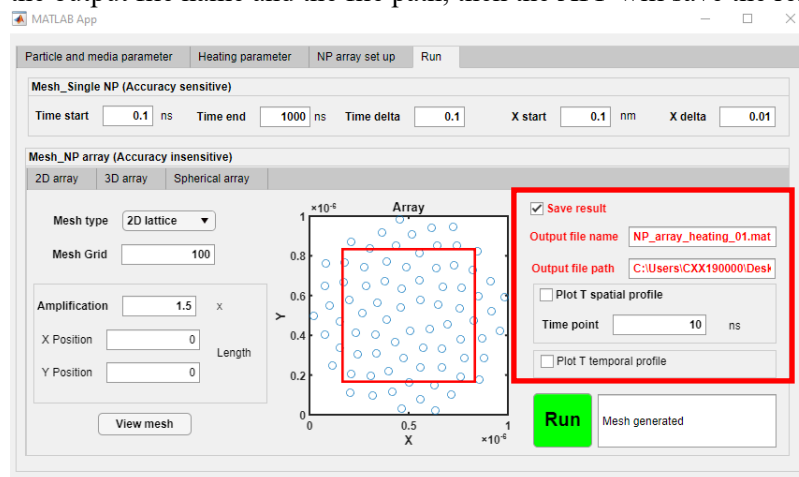 the output file name and the file path, then the APP will save the re
MATLAB App
Particle and media parameter Heating parameter NP array set up Run
Mesh_Single NP (Accuracy sensitive)
Time start 0.1 ns Time end 1000 ns Time delta 0.1 X start 0.1 nm X delta 0.01
Mesh_NP array (Accuracy insensitive)
2D array 3D array Spherical array
Mesh type 2D lattice
Mesh Grid 100
Amplification 1.5 x
X Position 0
Length
Y Position 0
View mesh
×10-6 Array
1
0.8
0.6
Y
0.4
0.2
0
0 0.5 1
X ×10-6
Save result
Output file name NP_array_heating_01.mat
Output file path C:\Users\CXX190000\Desk
Plot T spatial profile
Time point 10 ns
Plot T temporal profile
Run Mesh generated